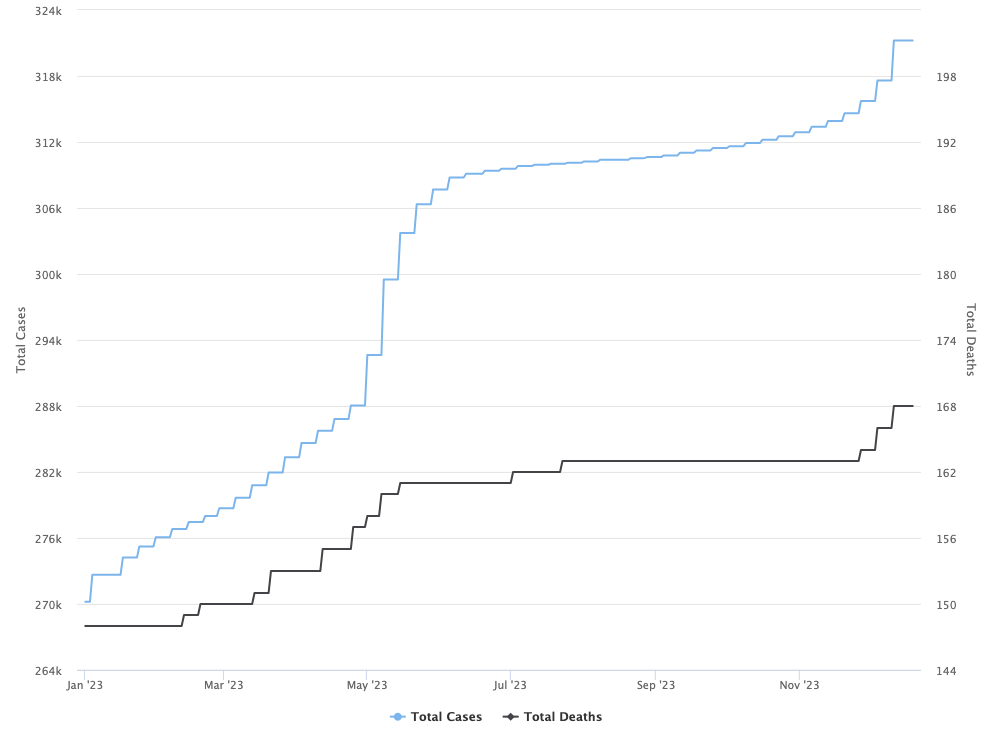 324k
318k
312k
306k
300k
294k
288k
282k
276k
270k
264k
Total Cases
198
192
186
180
174
168
162
156
150
144
Total Deaths
Jan '23 Mar '23 May '23 Jul '23 Sep '23 Nov '23
Total Cases Total Deaths